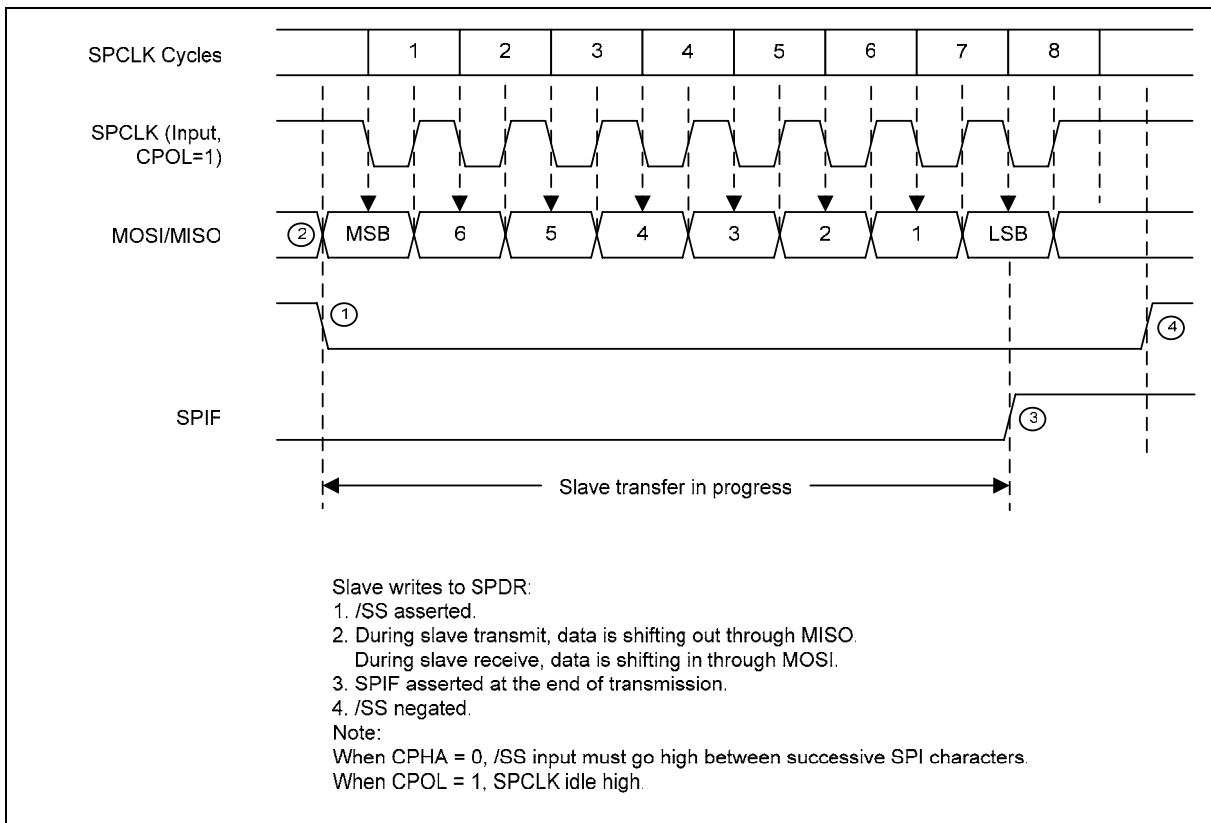 SPCLK Cycles 1 2 3 4 5 6 7 8
SPCLK (Input,
CPOL=1)
MOSI/MISO 2 MSB 6 5 4 3 2 1 LSB
1 4
SPIF 3
Slave transfer in progress
Slave writes to SPDR:
1. /SS asserted.
2. During slave transmit, data is shifting out through MISO.
During slave receive, data is shifting in through MOSI.
3. SPIF asserted at the end of transmission.
4. /SS negated.
Note:
When CPHA = 0, /SS input must go high between successive SPI characters.
When CPOL = 1, SPCLK idle high.